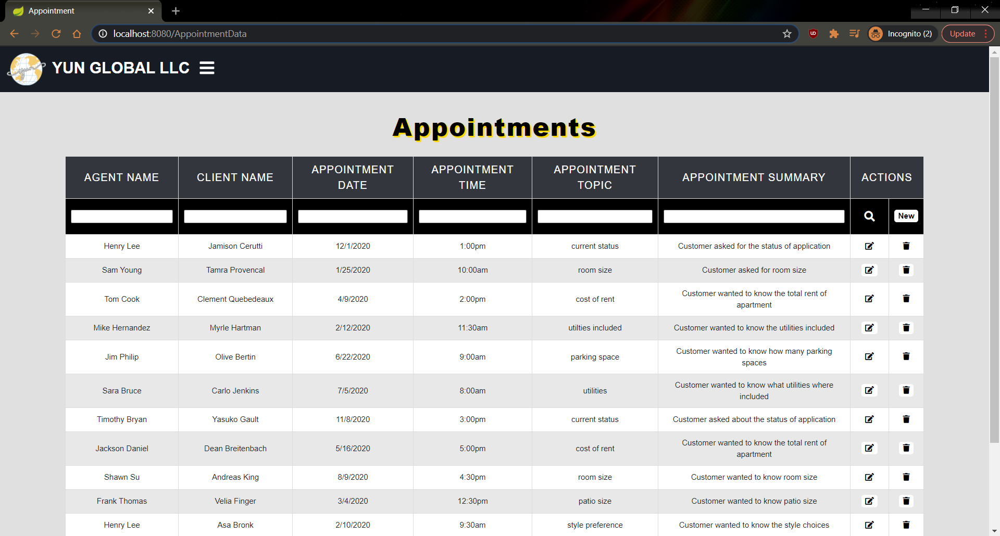 Appointment
localhost:8080/AppointmentData
Incognito (2)
Update
YUN GLOBAL LLC
Appointments
AGENT NAME CLIENT NAME APPOINTMENT DATE APPOINTMENT TIME APPOINTMENT TOPIC APPOINTMENT SUMMARY ACTIONS
New
Henry Lee Jamison Cerutti 12/1/2020 1:00pm current status Customer asked for the status of application
Sam Young Tamra Provencal 1/25/2020 10:00am room size Customer asked for room size
Tom Cook Clement Quebedeaux 4/9/2020 2:00pm cost of rent Customer wanted to know the total rent of apartment
Mike Hernandez Myrle Hartman 2/12/2020 11:30am utilties included Customer wanted to know the utilities included
Jim Philip Olive Bertin 6/22/2020 9:00am parking space Customer wanted to know how many parking spaces
Sara Bruce Carlo Jenkins 7/5/2020 8:00am utilities Customer wanted to know what utilities where included
Timothy Bryan Yasuko Gault 11/8/2020 3:00pm current status Customer asked about the status of application
Jackson Daniel Dean Breitenbach 5/16/2020 5:00pm cost of rent Customer wanted to know the total rent of apartment
Shawn Su Andreas King 8/9/2020 4:30pm room size Customer wanted to know room size
Frank Thomas Velia Finger 3/4/2020 12:30pm patio size Customer wanted to know patio size
Henry Lee Asa Bronk 2/10/2020 9:30am style preference Customer wanted to know the style choices